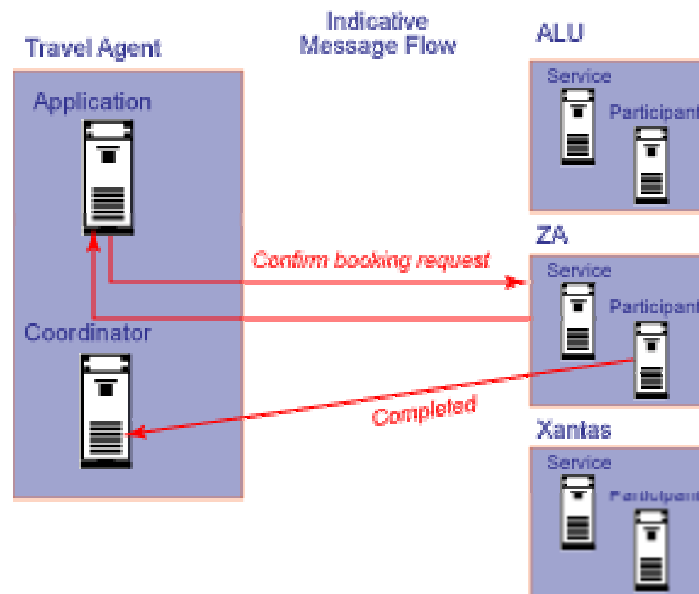 Indicative
Message Flow
Travel Agent
Application
Coordinator
Confirm booking request
Completed
ALU
Service
Participant
ZA
Service
Participant
Xantas
Service
Participant